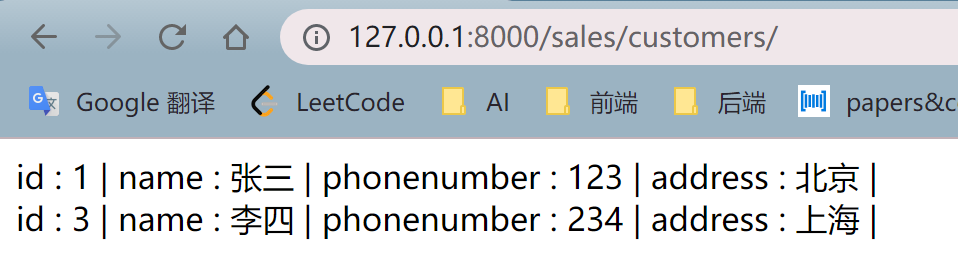 127.0.0.1:8000/sales/customers/
Google 翻译 LeetCode AI 前端 后端 papers&c
id : 1 | name : 张三 | phonenumber : 123 | address : 北京 |
id : 3 | name : 李四 | phonenumber : 234 | address : 上海 |